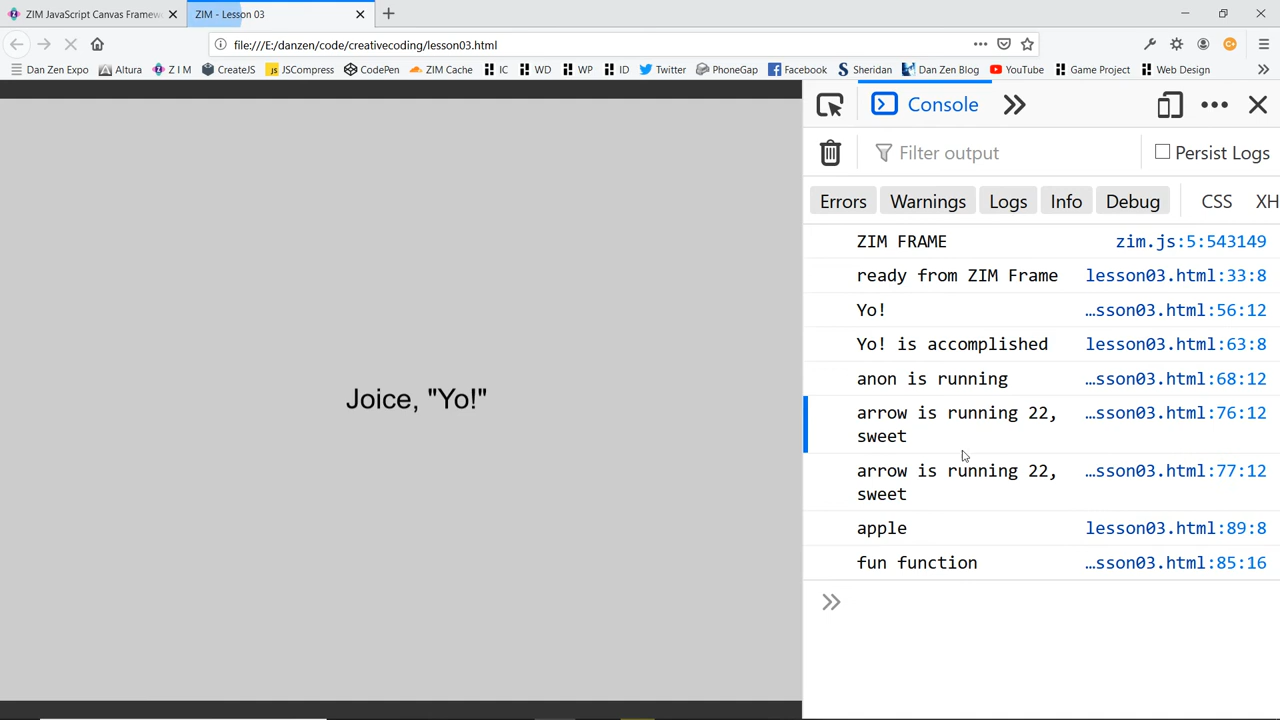 ZIM JavaScript Canvas Framew
ZIM - Lesson 03
file:///E:/danzen/code/creativecoding/lesson03.html
Dan Zen Expo Altura Z I M CreateJS JSCompress CodePen ZIM Cache IC WD WP ID Twitter PhoneGap Facebook Sheridan Dan Zen Blog YouTube Game Project Web Design
Console
Filter output
Persist Logs
Errors Warnings Logs Info Debug CSS XH
ZIM FRAME zim.js:5:543149
ready from ZIM Frame lesson03.html:33:8
Yo! …sson03.html:56:12
Yo! is accomplished lesson03.html:63:8
anon is running …sson03.html:68:12
arrow is running 22, …sson03.html:76:12
sweet
arrow is running 22, …sson03.html:77:12
sweet
apple lesson03.html:89:8
fun function …sson03.html:85:16
Joice, "Yo!"